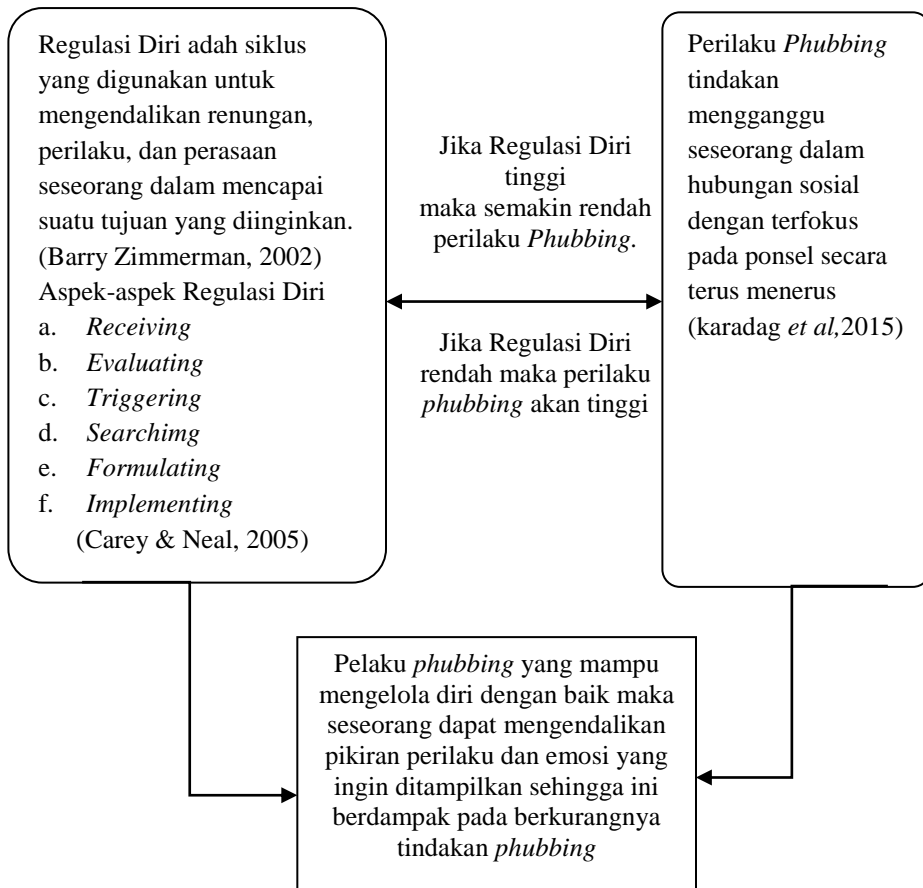 Regulasi Diri adah siklus
yang digunakan untuk
mengendalikan renungan,
perilaku, dan perasaan
seseorang dalam mencapai
suatu tujuan yang diinginkan.
(Barry Zimmerman, 2002)
Aspek-aspek Regulasi Diri
a. Receiving
b. Evaluating
c. Triggering
d. Searchimg
e. Formulating
f. Implementing
(Carey & Neal, 2005)
Jika Regulasi Diri
tinggi
maka semakin rendah
perilaku Phubbing.
Jika Regulasi Diri
rendah maka perilaku
phubbing akan tinggi
Perilaku Phubbing
tindakan
mengganggu
seseorang dalam
hubungan sosial
dengan terfokus
pada ponsel secara
terus menerus
(karadag et al,2015)
Pelaku phubbing yang mampu
mengelola diri dengan baik maka
seseorang dapat mengendalikan
pikiran perilaku dan emosi yang
ingin ditampilkan sehingga ini
berdampak pada berkurangnya
tindakan phubbing